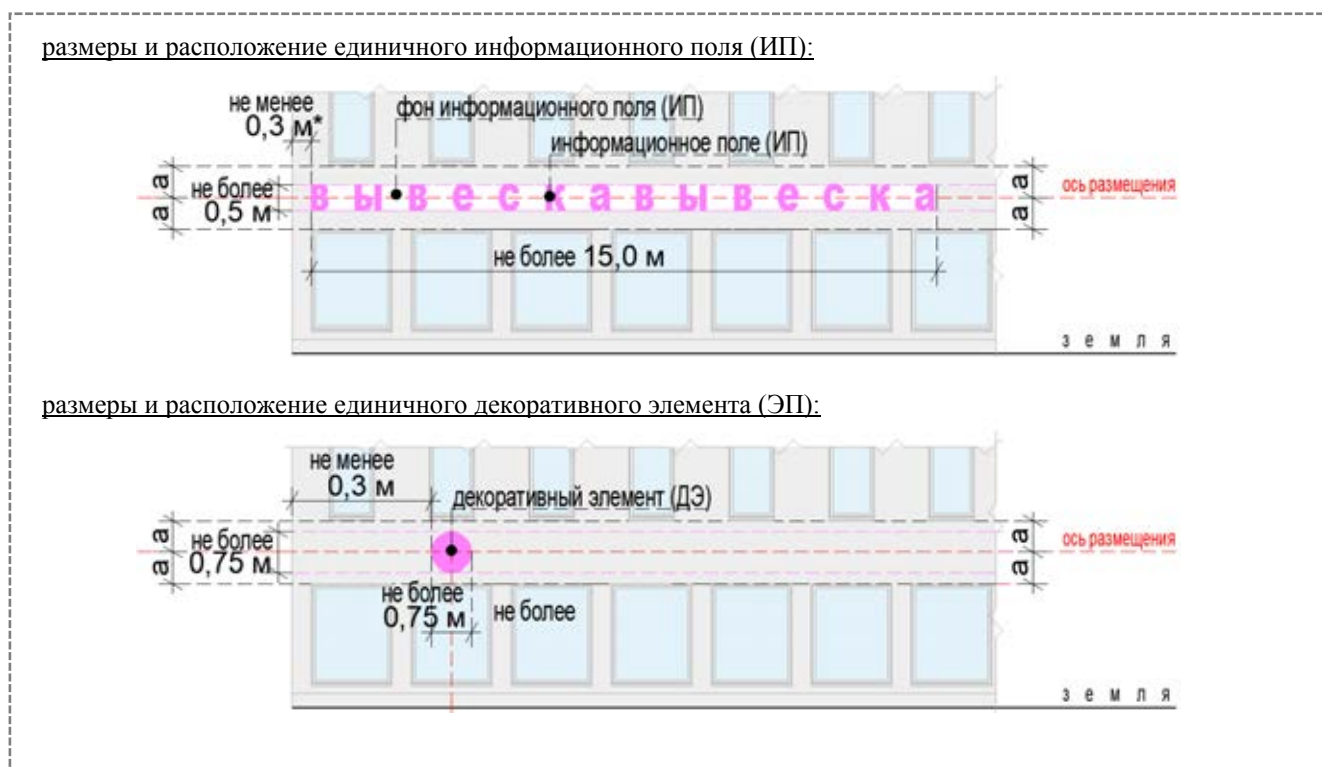 размеры и расположение единичного информационного поля (ИП):
не менее
0,3 м*
фон информационного поля (ИП)
информационное поле (ИП)
а
а
не более
0,5 м
вывескавывеска
а
а
ось размещения
не более 15,0 м
земля
размеры и расположение единичного декоративного элемента (ЭП):
не менее
0,3 м
декоративный элемент (ДЭ)
а
а
не более
0,75 м
а
а
ось размещения
не более
0,75 м
не более
земля